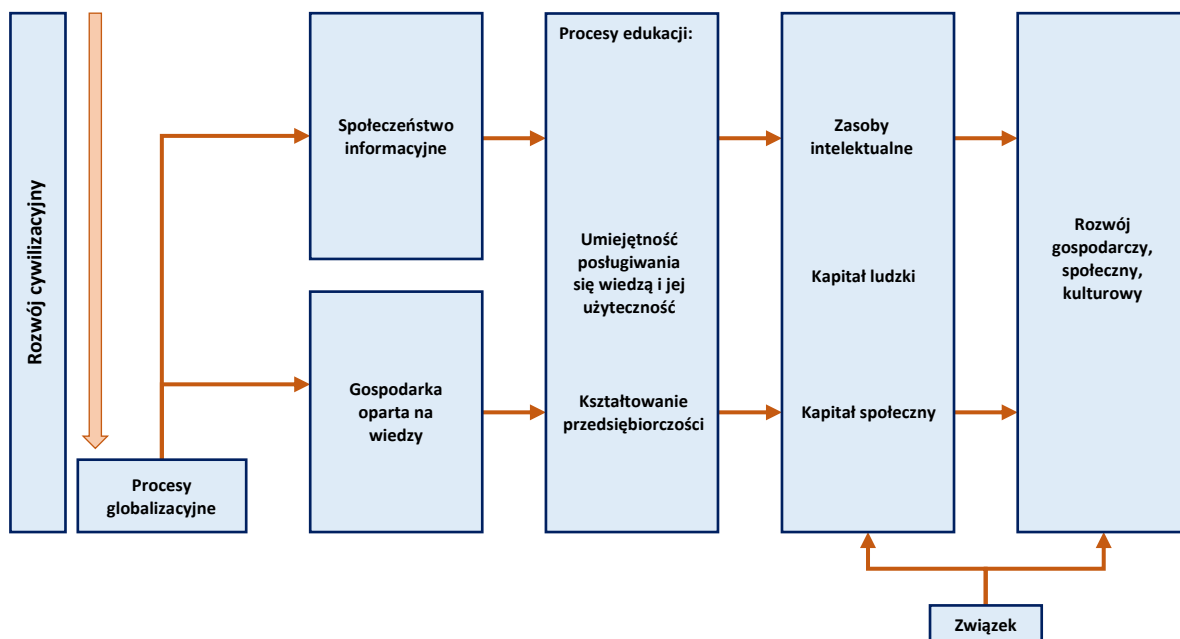 Rozwój cywilizacyjny
Procesy
globalizacyjne
Społeczeństwo
informacyjne
Gospodarka
oparta na
wiedzy
Procesy edukacji:
Umiejętność
posługiwania
się wiedzą i jej
użyteczność
Kształtowanie
przedsiębiorczości
Zasoby
intelektualne
Kapitał ludzki
Kapitał społeczny
Rozwój
gospodarczy,
społeczny,
kulturowy
Związek